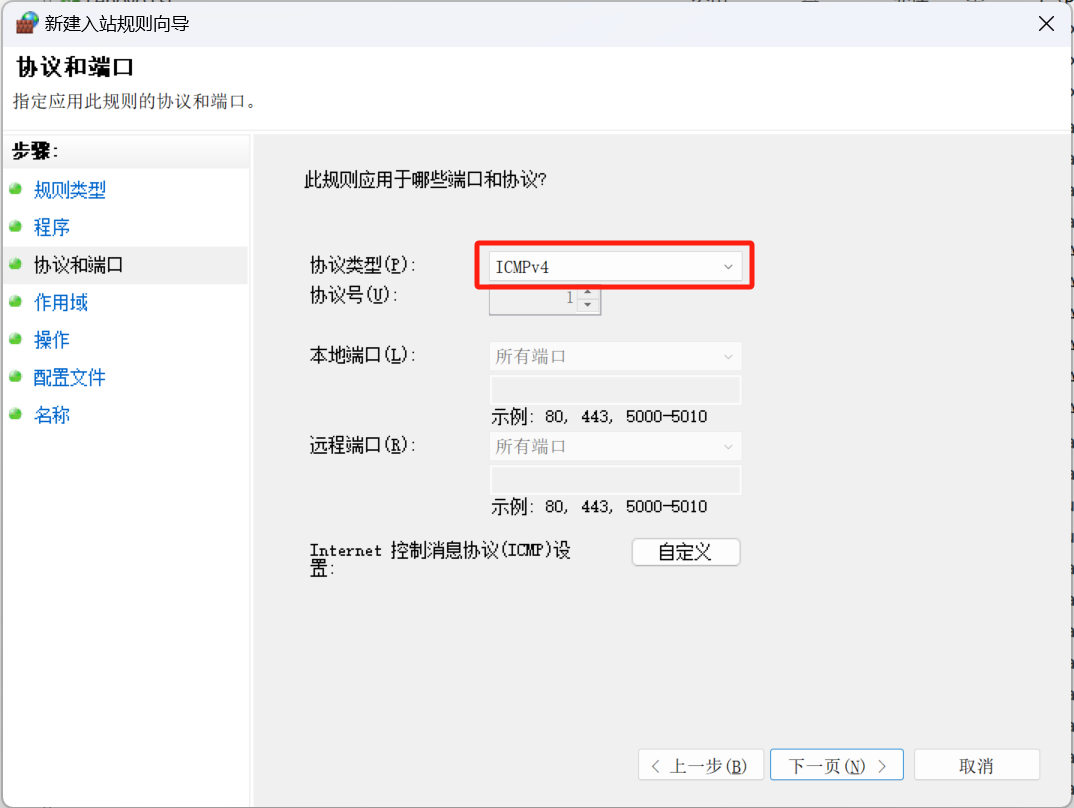 新建入站规则向导
协议和端口
指定应用此规则的协议和端口。
步骤:
规则类型
程序
协议和端口
作用域
操作
配置文件
名称
此规则应用于哪些端口和协议?
协议类型(P): ICMPv4
协议号(U): 1
本地端口(L): 所有端口
示例: 80, 443, 5000-5010
远程端口(R): 所有端口
示例: 80, 443, 5000-5010
Internet 控制消息协议(ICMP)设
置:
自定义
< 上一步(B) 下一页(N) > 取消